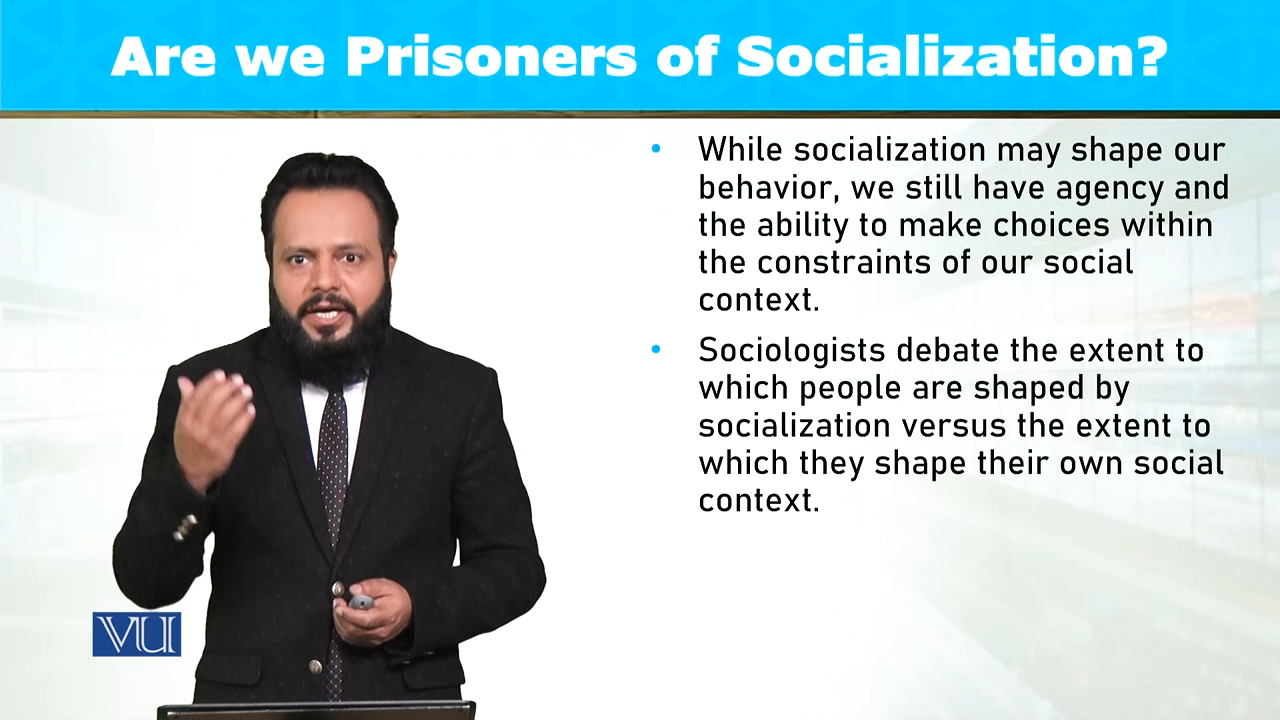 Are we Prisoners of Socialization?
• While socialization may shape our
behavior, we still have agency and
the ability to make choices within
the constraints of our social
context.
• Sociologists debate the extent to
which people are shaped by
socialization versus the extent to
which they shape their own social
context.
VU